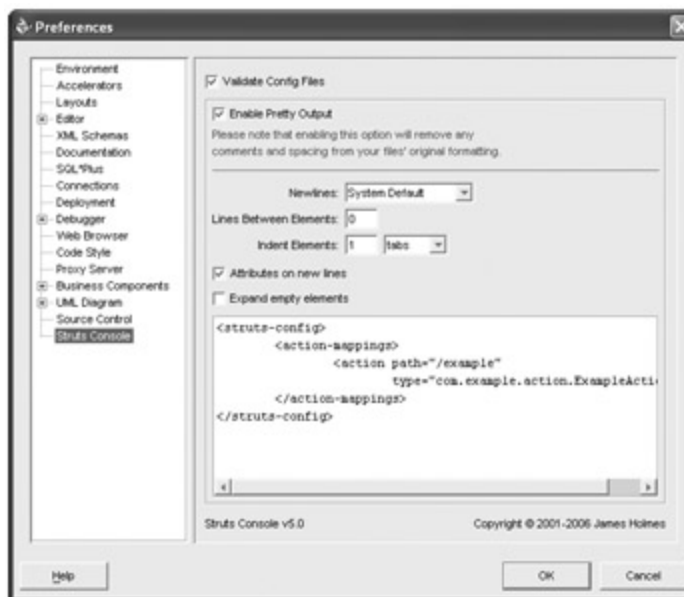 Preferences
Environment
Accelerators
Layouts
Editor
XML Schemas
Documentation
SQL*Plus
Connections
Deployment
Debugger
Web Browser
Code Style
Proxy Server
Business Components
UML Diagram
Source Control
Struts Console
Validate Config Files
Enable Pretty Output
Please note that enabling this option will remove any
comments and spacing from your files' original formatting.
Newlines: System Default
Lines Between Elements: 0
Indent Elements: 1 tabs
Attributes on new lines
Expand empty elements
<struts-config>
<action-mappings>
<action path="/example"
type="com.example.action.ExampleActi
</action-mappings>
</struts-config>
Struts Console v5.0
Copyright © 2001-2006 James Holmes
Help
OK
Cancel